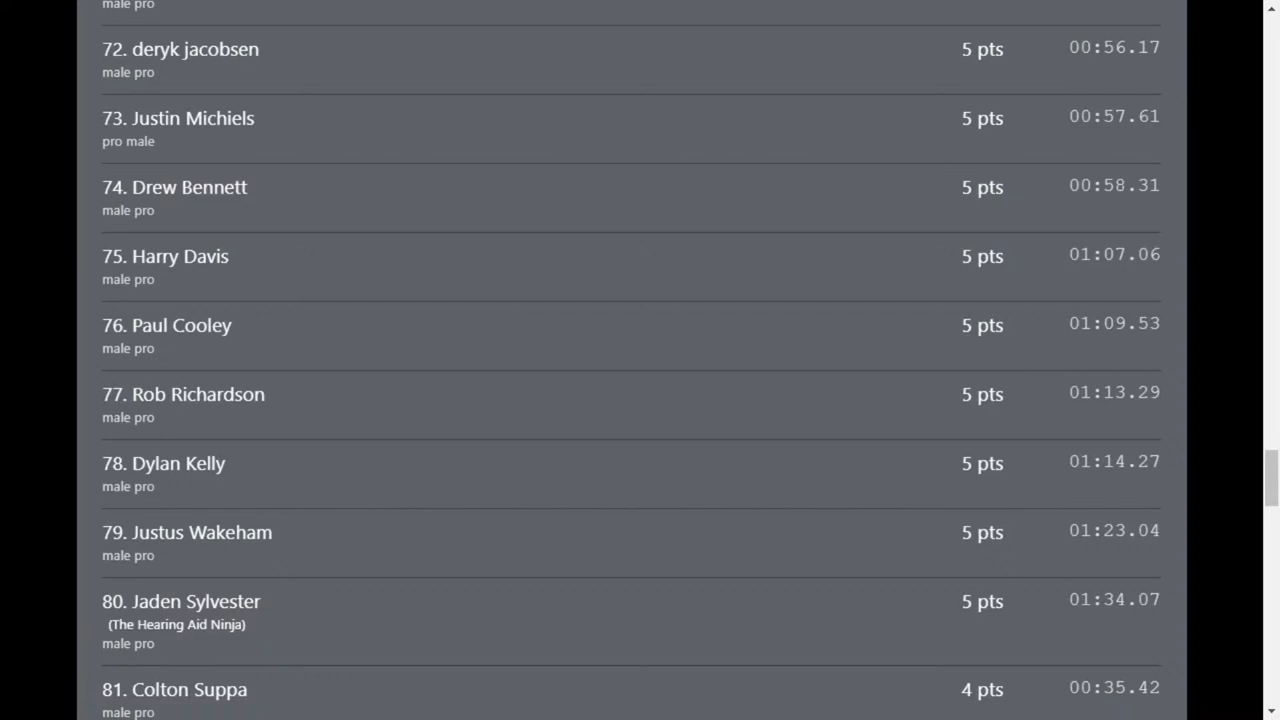 male pro
72. deryk jacobsen 5 pts 00:56.17
male pro
73. Justin Michiels 5 pts 00:57.61
pro male
74. Drew Bennett 5 pts 00:58.31
male pro
75. Harry Davis 5 pts 01:07.06
male pro
76. Paul Cooley 5 pts 01:09.53
male pro
77. Rob Richardson 5 pts 01:13.29
male pro
78. Dylan Kelly 5 pts 01:14.27
male pro
79. Justus Wakeham 5 pts 01:23.04
male pro
80. Jaden Sylvester 5 pts 01:34.07
(The Hearing Aid Ninja)
male pro
81. Colton Suppa 4 pts 00:35.42
male pro